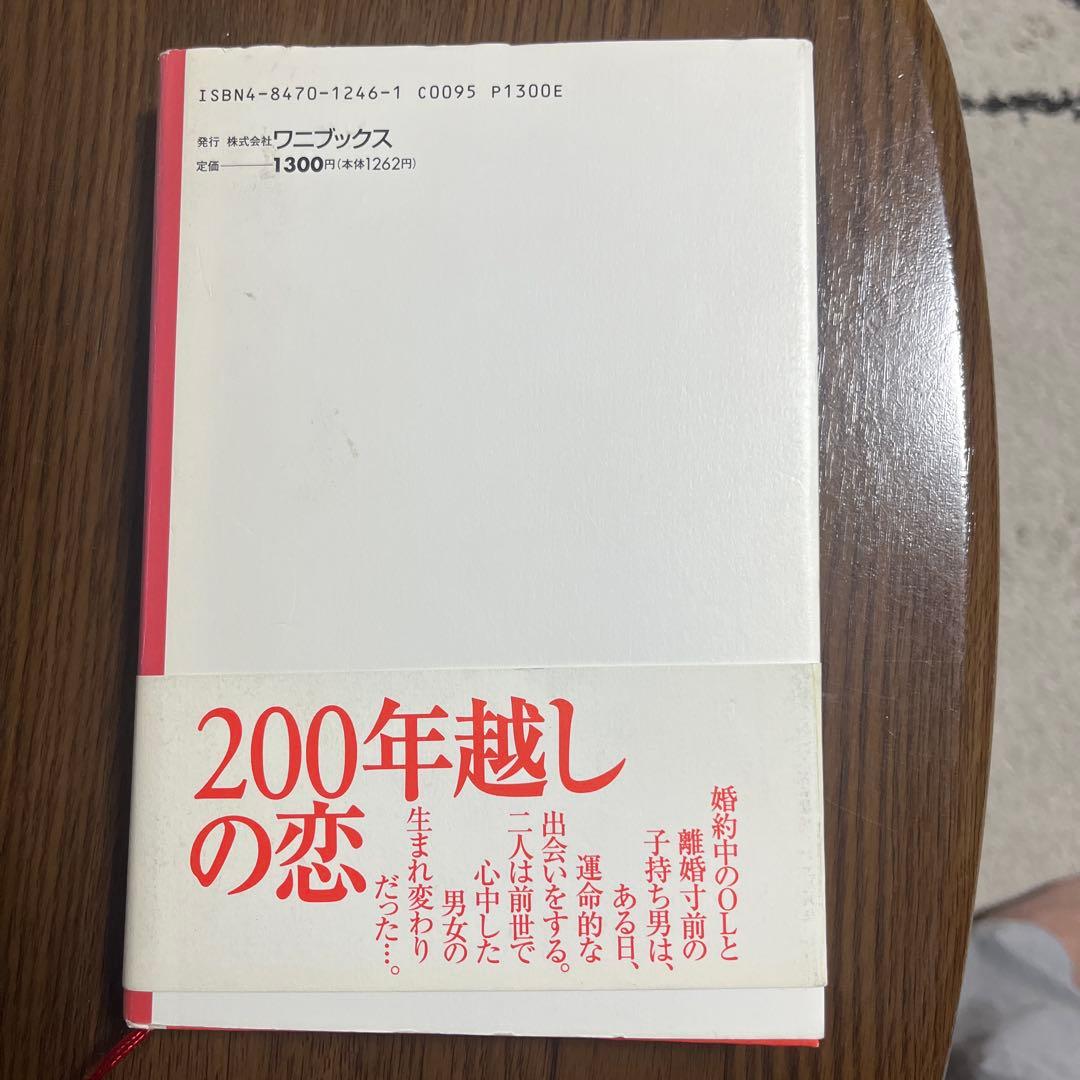 ISBN4-8470-1246-1 C0095 P1300E
発行 株式会社ワニブックス
定価――1300円(本体1262円)
200年越し
の恋
婚約中のOLと
離婚寸前の
子持ち男は、
ある日、
運命的な
出会いをする。
二人は前世で
心中した
男女の
生まれ変わり
だった…。